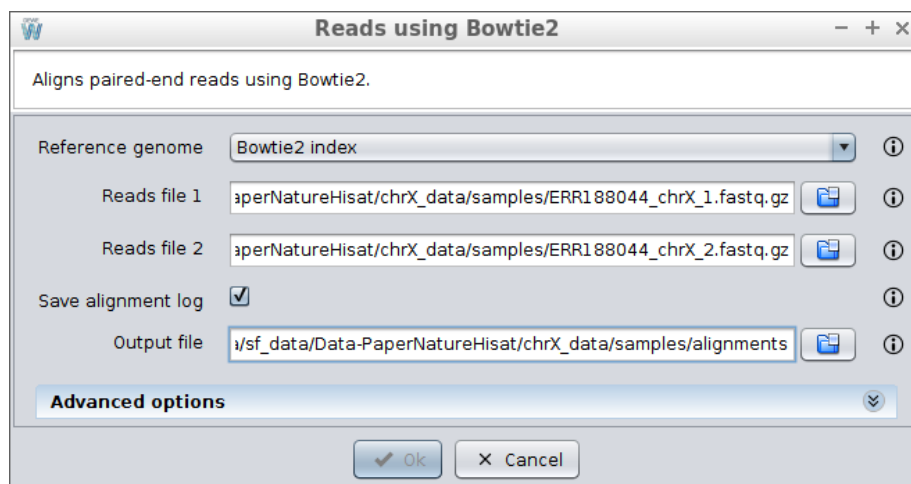 Reads using Bowtie2
Aligns paired-end reads using Bowtie2.
Reference genome Bowtie2 index
Reads file 1 aperNatureHisat/chrX_data/samples/ERR188044_chrX_1.fastq.gz
Reads file 2 aperNatureHisat/chrX_data/samples/ERR188044_chrX_2.fastq.gz
Save alignment log
Output file a/sf_data/Data-PaperNatureHisat/chrX_data/samples/alignments
Advanced options
Ok Cancel